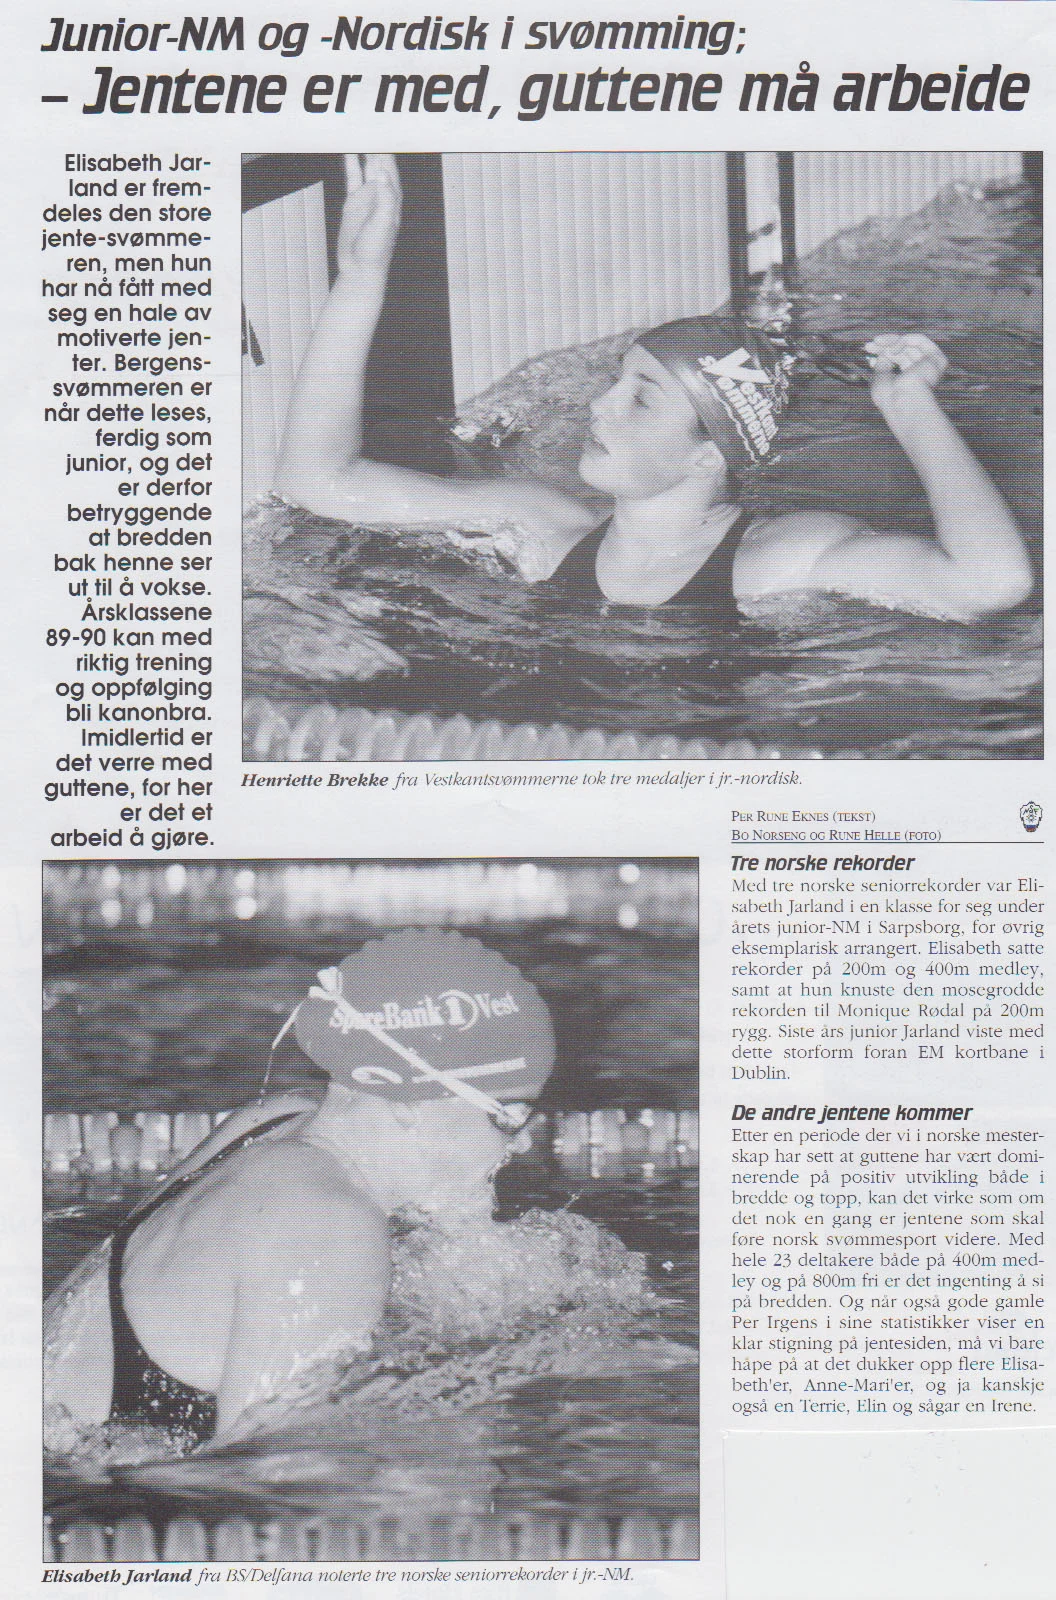 Junior-NM og -Nordisk i svømming;
– Jentene er med, guttene må arbeide
Elisabeth Jar-
land er frem-
deles den store
jente-svømme-
ren, men hun
har nå fått med
seg en hale av
motiverte jen-
ter. Bergens-
svømmeren er
når dette leses,
ferdig som
junior, og det
er derfor
betryggende
at bredden
bak henne ser
ut til å vokse.
Årsklassene
89-90 kan med
riktig trening
og oppfølging
bli kanonbra.
Imidlertid er
det verre med
guttene, for her
er det et
arbeid å gjøre.
Vestkant
svømmerne
Henriette Brekke fra Vestkantsvømmerne tok tre medaljer i jr.-nordisk.
SpareBank 1 Vest
Elisabeth Jarland fra BS/Delfana noterte tre norske seniorrekorder i jr.-NM.
PER RUNE EKNES (TEKST)
BO NORSENG OG RUNE HELLE (FOTO)
Tre norske rekorder
Med tre norske seniorrekorder var Eli-
sabeth Jarland i en klasse for seg under
årets junior-NM i Sarpsborg, for øvrig
eksemplarisk arrangert. Elisabeth satte
rekorder på 200m og 400m medley,
samt at hun knuste den mosegrodde
rekorden til Monique Rødal på 200m
rygg. Siste års junior Jarland viste med
dette storform foran EM kortbane i
Dublin.
De andre jentene kommer
Etter en periode der vi i norske mester-
skap har sett at guttene har vært domi-
nerende på positiv utvikling både i
bredde og topp, kan det virke som om
det nok en gang er jentene som skal
føre norsk svømmesport videre. Med
hele 23 deltakere både på 400m med-
ley og på 800m fri er det ingenting å si
på bredden. Og når også gode gamle
Per Irgens i sine statistikker viser en
klar stigning på jentesiden, må vi bare
håpe på at det dukker opp flere Elisa-
beth'er, Anne-Mari'er, og ja kanskje
også en Terrie, Elin og sågar en Irene.